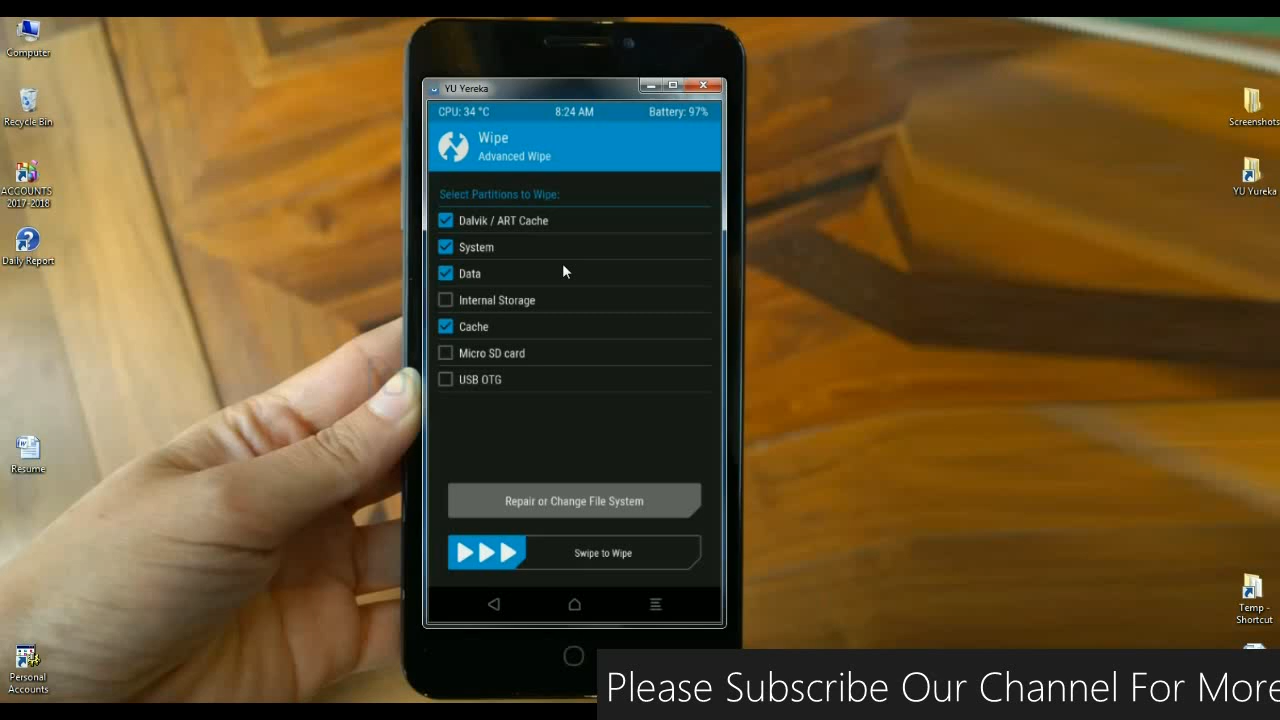 Computer
Recycle Bin
ACCOUNTS
2017-2018
Daily Report
Resume
Personal
Accounts
YU Yereka
CPU: 34 °C
8:24 AM
Battery: 97%
Wipe
Advanced Wipe
Select Partitions to Wipe:
Dalvik / ART Cache
System
Data
Internal Storage
Cache
Micro SD card
USB OTG
Repair or Change File System
Swipe to Wipe
Screenshots
YU Yureka
Temp -
Shortcut
Please Subscribe Our Channel For More